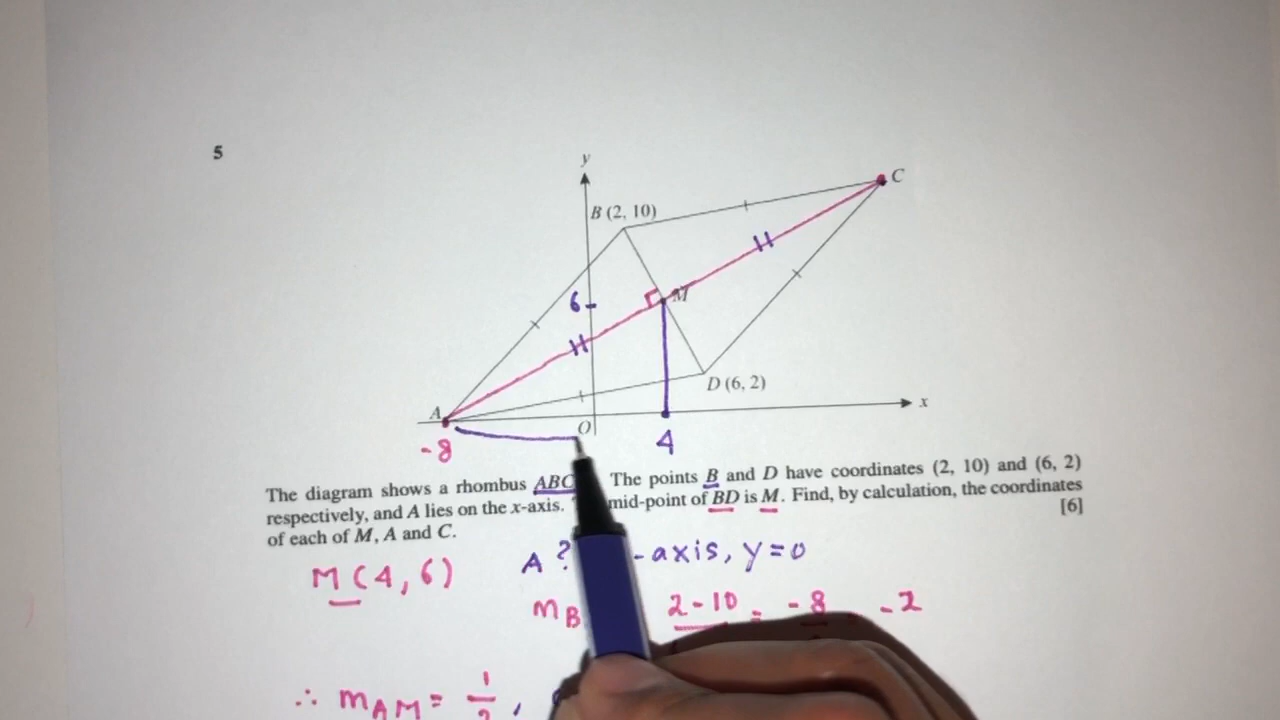 5
y
C
B (2, 10)
6
M
D (6, 2)
A
x
O
-8
4
The diagram shows a rhombus ABC The points B and D have coordinates (2, 10) and (6, 2)
respectively, and A lies on the x-axis. mid-point of BD is M. Find, by calculation, the coordinates
of each of M, A and C. [6]
M (4, 6) A ? -axis, y=0
m B 2-10 = -8 -2
∴ m AM = 1/2 ,